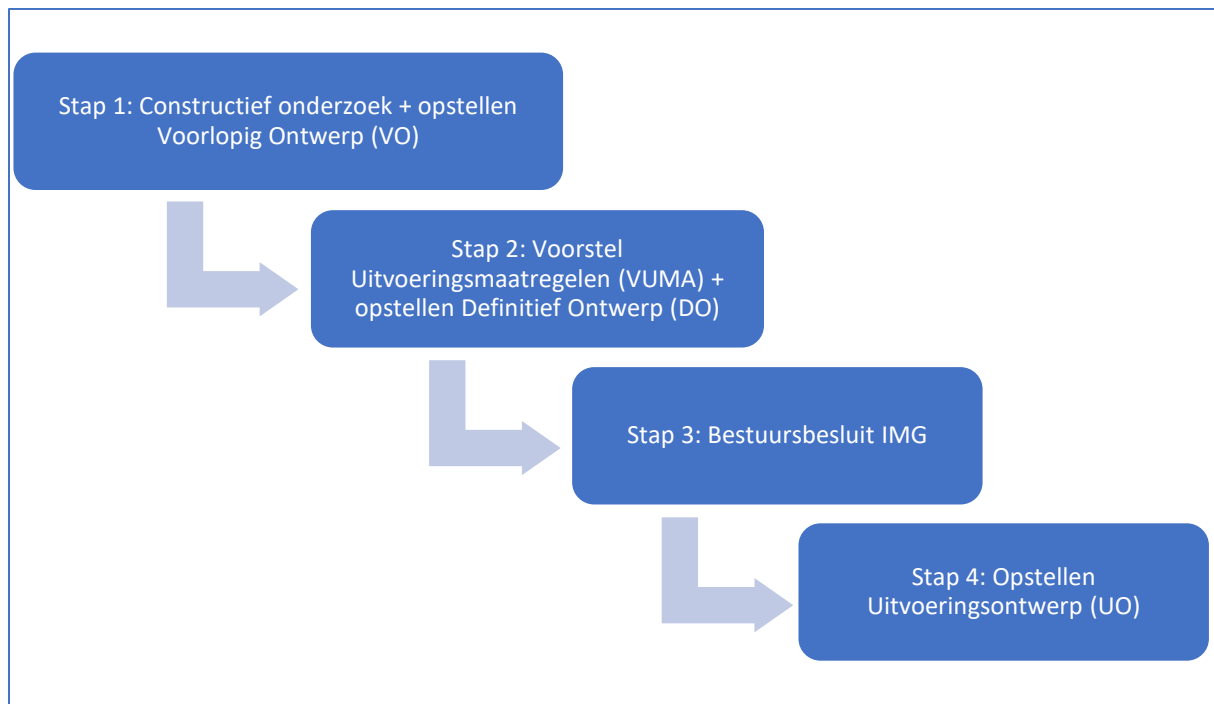 Stap 1: Constructief onderzoek + opstellen
Voorlopig Ontwerp (VO)
Stap 2: Voorstel
Uitvoeringsmaatregelen (VUMA) +
opstellen Definitief Ontwerp (DO)
Stap 3: Bestuursbesluit IMG
Stap 4: Opstellen
Uitvoeringsontwerp (UO)